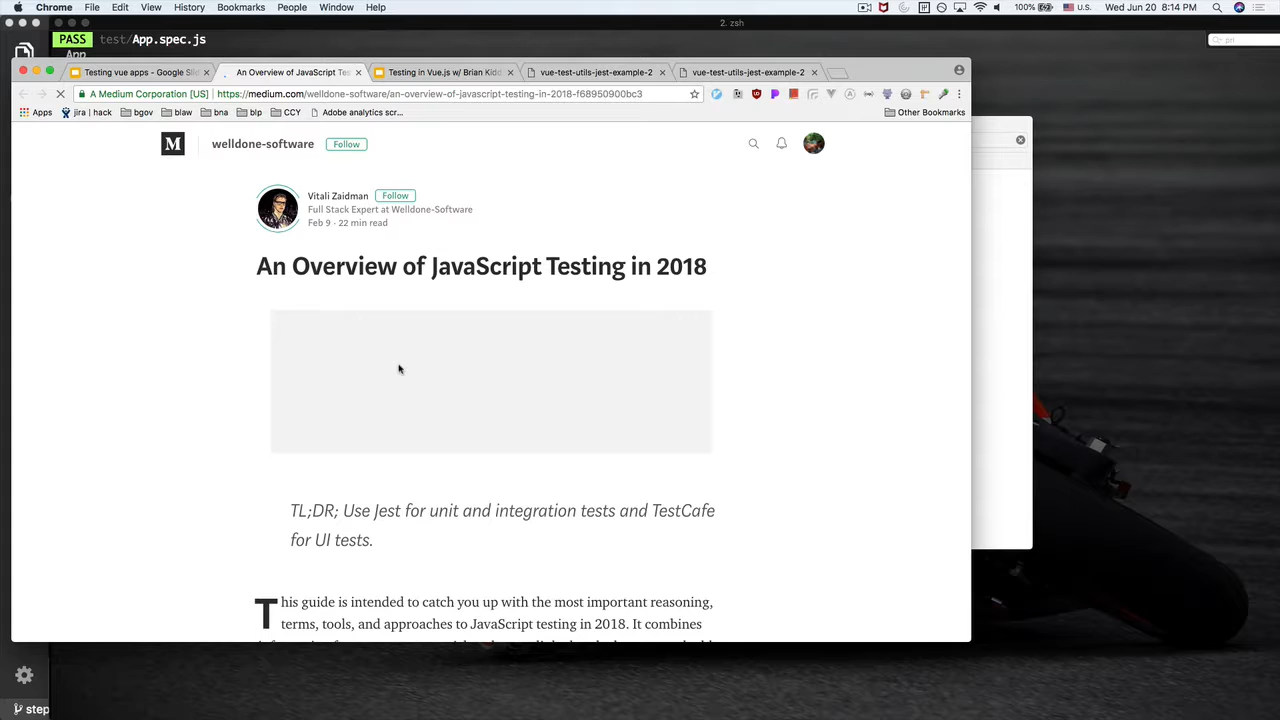 Chrome File Edit View History Bookmarks People Window Help
100% U.S. Wed Jun 20 8:14 PM
2. zsh
PASS test/App.spec.js
App
pri
Testing vue apps - Google Slid
An Overview of JavaScript Tes
Testing in Vue.js w/ Brian Kidd
vue-test-utils-jest-example-2
vue-test-utils-jest-example-2
A Medium Corporation [US] https://medium.com/welldone-software/an-overview-of-javascript-testing-in-2018-f68950900bc3
Apps jira | hack bgov blaw bna blp CCY Adobe analytics scr... Other Bookmarks
M welldone-software Follow
Vitali Zaidman Follow
Full Stack Expert at Welldone-Software
Feb 9 · 22 min read
An Overview of JavaScript Testing in 2018
TL;DR; Use Jest for unit and integration tests and TestCafe
for UI tests.
This guide is intended to catch you up with the most important reasoning,
terms, tools, and approaches to JavaScript testing in 2018. It combines
step